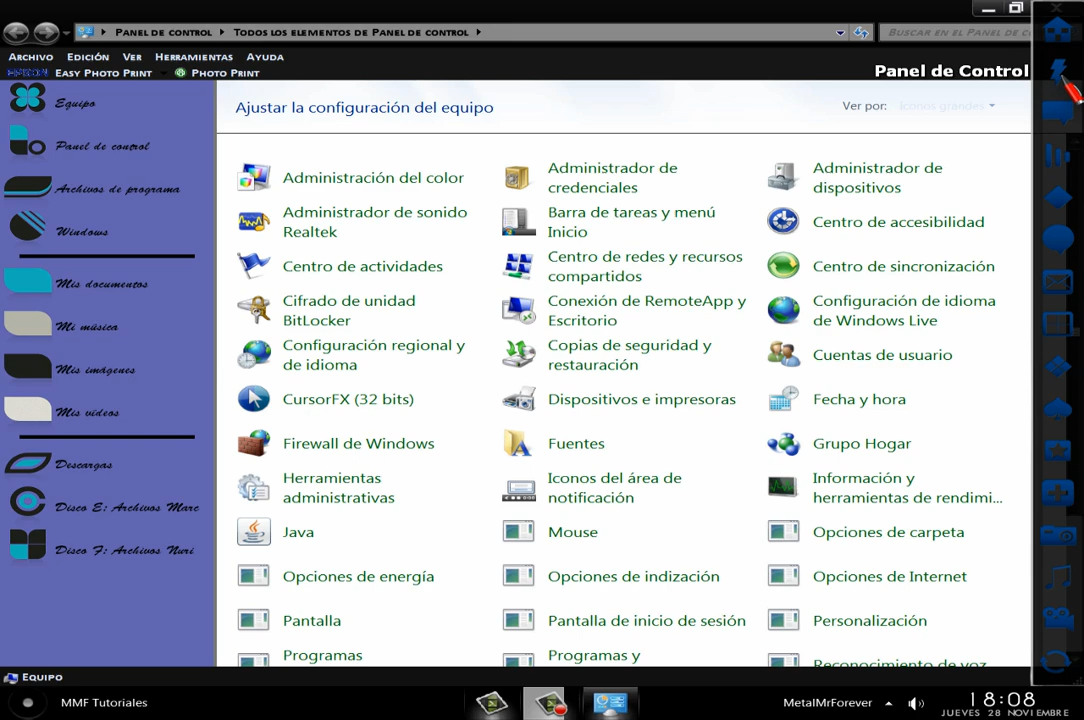 PANEL DE CONTROL
TODOS LOS ELEMENTOS DE PANEL DE CONTROL
BUSCAR EN EL PANEL DE
ARCHIVO EDICIÓN VER HERRAMIENTAS AYUDA
EPSON EASY PHOTO PRINT PHOTO PRINT
Panel de Control
Equipo
Panel de control
Archivos de programa
Windows
Mis documentos
Mi música
Mis imágenes
Mis vídeos
Descargas
Disco E: Archivos Marc
Disco F: Archivos Nuri
Ajustar la configuración del equipo
Ver por: Iconos grandes
Administración del color
Administrador de
credenciales
Administrador de
dispositivos
Administrador de sonido
Realtek
Barra de tareas y menú
Inicio
Centro de accesibilidad
Centro de actividades
Centro de redes y recursos
compartidos
Centro de sincronización
Cifrado de unidad
BitLocker
Conexión de RemoteApp y
Escritorio
Configuración de idioma
de Windows Live
Configuración regional y
de idioma
Copias de seguridad y
restauración
Cuentas de usuario
CursorFX (32 bits)
Dispositivos e impresoras
Fecha y hora
Firewall de Windows
Fuentes
Grupo Hogar
Herramientas
administrativas
Iconos del área de
notificación
Información y
herramientas de rendimi...
Java
Mouse
Opciones de carpeta
Opciones de energía
Opciones de indización
Opciones de Internet
Pantalla
Pantalla de inicio de sesión
Personalización
Programas
Programas y
Reconocimiento de voz
EQUIPO
MMF Tutoriales
MetalMrForever
18:08
JUEVES 28 NOVIEMBRE